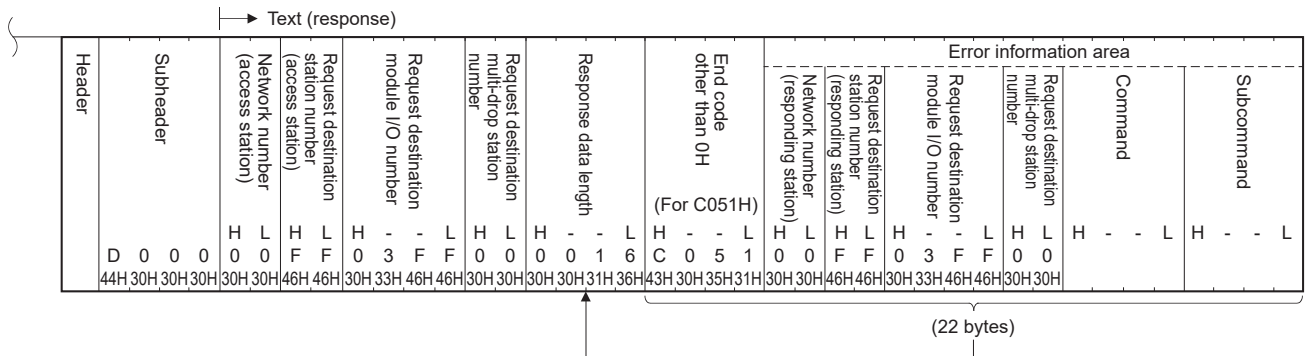 Text (response)
Error information area
Header
Subheader
Network number
(access station)
Request destination
station number
(access station)
Request destination
module I/O number
Request destination
multi-drop station
number
Response data length
End code
other than 0H
(For C051H)
Network number
(responding station)
Request destination
station number
(responding station)
Request destination
module I/O number
Request destination
multi-drop station
number
Command
Subcommand
H L H L H - - L H L H - - L H - - L H L H L H - - L H L H - - L H - - L
D 0 0 0 0 0 F F 0 3 F F 0 0 0 0 1 6 C 0 5 1 0 0 F F 0 3 F F 0 0
44H 30H 30H 30H 30H 30H 46H 46H 30H 33H 46H 46H 30H 30H 30H 30H 31H 36H 43H 30H 35H 31H 30H 30H 46H 46H 30H 33H 46H 46H 30H 30H
(22 bytes)